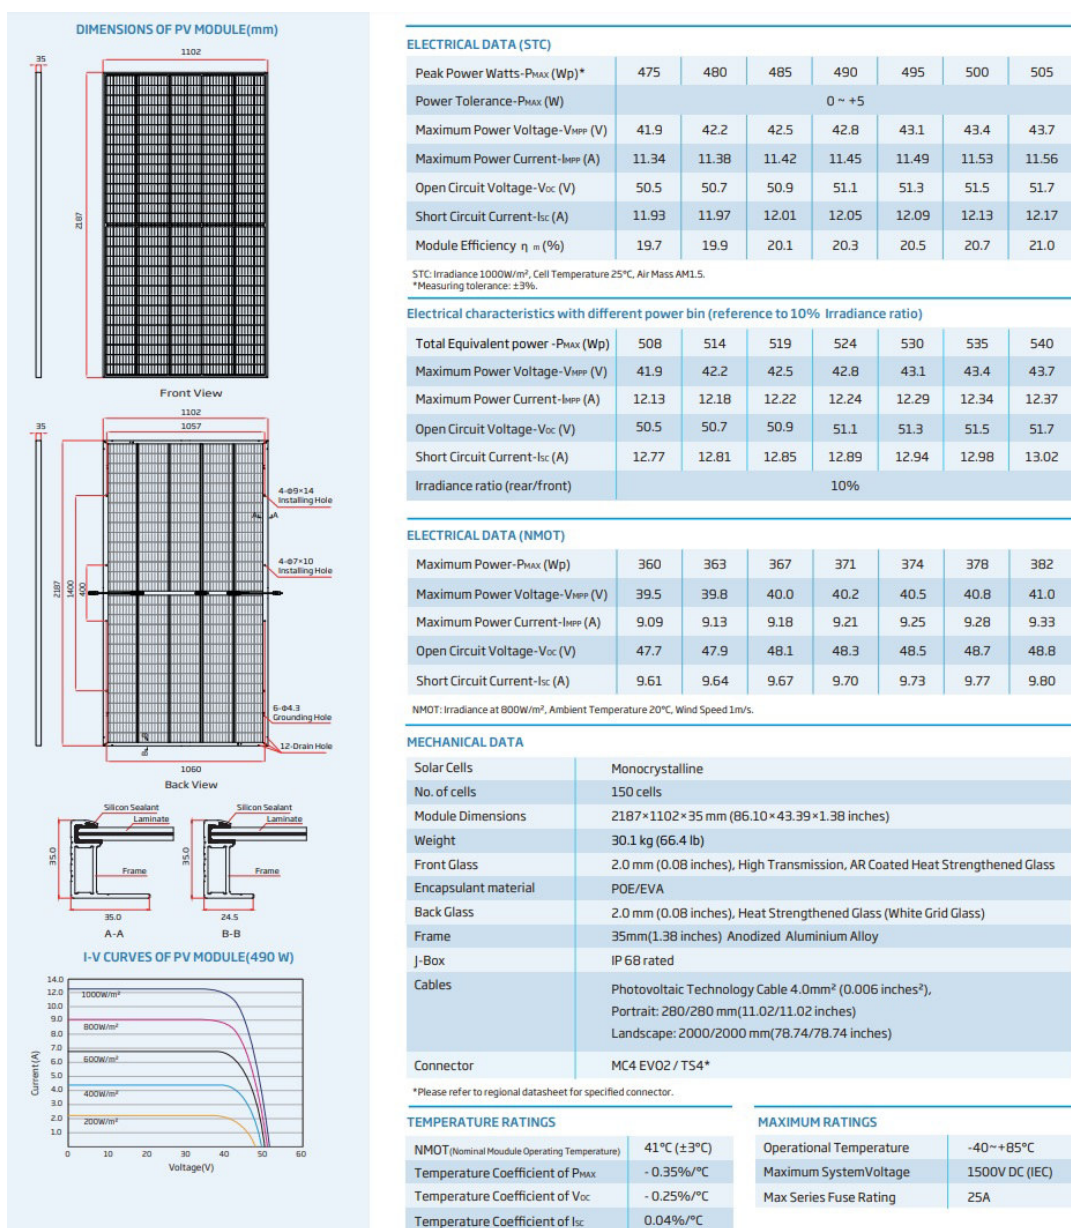 DIMENSIONS OF PV MODULE(mm)
1102
35
2187
Front View
1102
1057
35
4-Φ9×14
Installing Hole
A A
4-Φ7×10
Installing Hole
2187
1400
400
6-Φ4.3
Grounding Hole
12-Drain Hole
B B
1060
Back View
Silicon Sealant
Laminate
35.0
Frame
35.0
A-A
Silicon Sealant
Laminate
35.0
Frame
24.5
B-B
I-V CURVES OF PV MODULE(490 W)
Current(A)
14.0
12.0
10.0
9.0
8.0
7.0
6.0
5.0
4.0
3.0
2.0
1.0
1000W/m²
800W/m²
600W/m²
400W/m²
200W/m²
0 10 20 30 40 50 60
Voltage(V)
ELECTRICAL DATA (STC)
Peak Power Watts-PMAX (Wp)* 475 480 485 490 495 500 505
Power Tolerance-PMAX (W) 0 ~ +5
Maximum Power Voltage-VMPP (V) 41.9 42.2 42.5 42.8 43.1 43.4 43.7
Maximum Power Current-IMPP (A) 11.34 11.38 11.42 11.45 11.49 11.53 11.56
Open Circuit Voltage-VOC (V) 50.5 50.7 50.9 51.1 51.3 51.5 51.7
Short Circuit Current-ISC (A) 11.93 11.97 12.01 12.05 12.09 12.13 12.17
Module Efficiency η m (%) 19.7 19.9 20.1 20.3 20.5 20.7 21.0
STC: Irradiance 1000W/m², Cell Temperature 25°C, Air Mass AM1.5.
*Measuring tolerance: ±3%.
Electrical characteristics with different power bin (reference to 10% Irradiance ratio)
Total Equivalent power -PMAX (Wp) 508 514 519 524 530 535 540
Maximum Power Voltage-VMPP (V) 41.9 42.2 42.5 42.8 43.1 43.4 43.7
Maximum Power Current-IMPP (A) 12.13 12.18 12.22 12.24 12.29 12.34 12.37
Open Circuit Voltage-VOC (V) 50.5 50.7 50.9 51.1 51.3 51.5 51.7
Short Circuit Current-ISC (A) 12.77 12.81 12.85 12.89 12.94 12.98 13.02
Irradiance ratio (rear/front) 10%
ELECTRICAL DATA (NMOT)
Maximum Power-PMAX (Wp) 360 363 367 371 374 378 382
Maximum Power Voltage-VMPP (V) 39.5 39.8 40.0 40.2 40.5 40.8 41.0
Maximum Power Current-IMPP (A) 9.09 9.13 9.18 9.21 9.25 9.28 9.33
Open Circuit Voltage-VOC (V) 47.7 47.9 48.1 48.3 48.5 48.7 48.8
Short Circuit Current-ISC (A) 9.61 9.64 9.67 9.70 9.73 9.77 9.80
NMOT: Irradiance at 800W/m², Ambient Temperature 20°C, Wind Speed 1m/s.
MECHANICAL DATA
Solar Cells Monocrystalline
No. of cells 150 cells
Module Dimensions 2187×1102×35 mm (86.10×43.39×1.38 inches)
Weight 30.1 kg (66.4 lb)
Front Glass 2.0 mm (0.08 inches), High Transmission, AR Coated Heat Strengthened Glass
Encapsulant material POE/EVA
Back Glass 2.0 mm (0.08 inches), Heat Strengthened Glass (White Grid Glass)
Frame 35mm(1.38 inches) Anodized Aluminium Alloy
J-Box IP 68 rated
Cables Photovoltaic Technology Cable 4.0mm² (0.006 inches²),
Portrait: 280/280 mm(11.02/11.02 inches)
Landscape: 2000/2000 mm(78.74/78.74 inches)
Connector MC4 EVO2 / TS4*
*Please refer to regional datasheet for specified connector.
TEMPERATURE RATINGS
NMOT(Nominal Moudule Operating Temperature) 41°C (±3°C)
Temperature Coefficient of PMAX - 0.35%/°C
Temperature Coefficient of VOC - 0.25%/°C
Temperature Coefficient of ISC 0.04%/°C
MAXIMUM RATINGS
Operational Temperature -40~+85°C
Maximum SystemVoltage 1500V DC (IEC)
Max Series Fuse Rating 25A